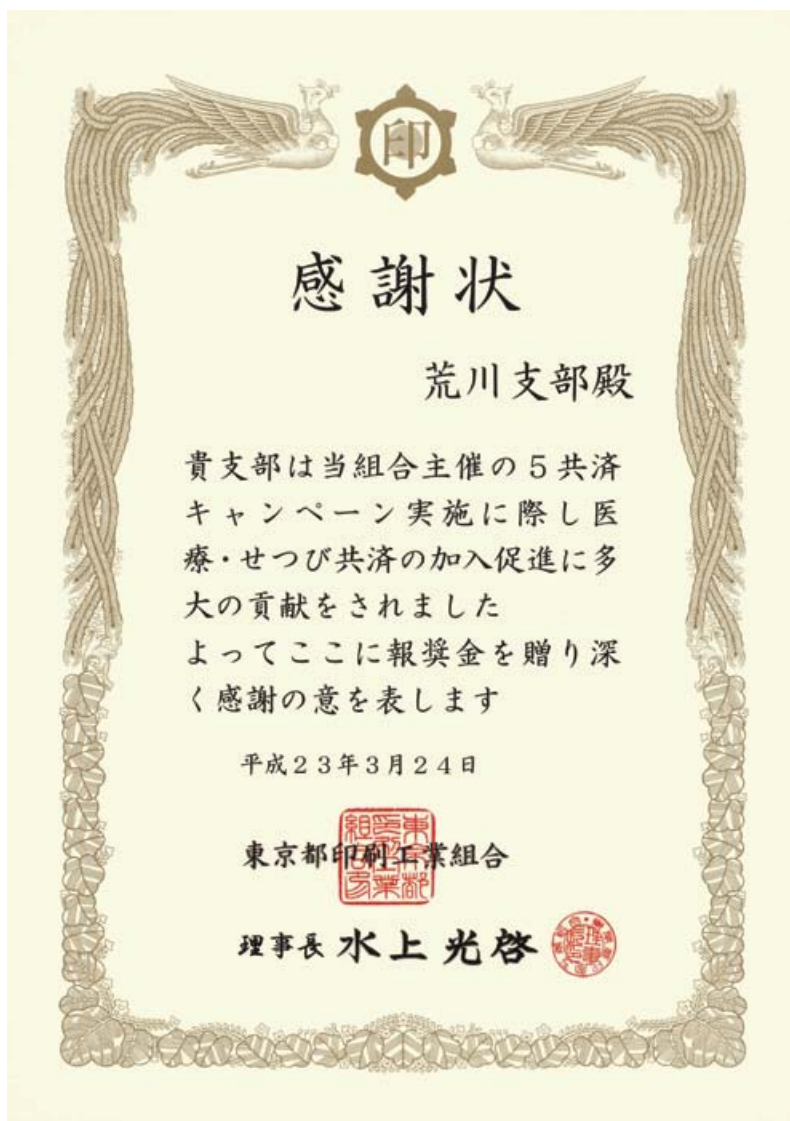 印
感謝状
荒川支部殿
貴支部は当組合主催の５共済
キャンペーン実施に際し医
療・せつび共済の加入促進に多
大の貢献をされました
よってここに報奨金を贈り深
く感謝の意を表します
平成２３年３月２４日
東京都印刷工業組合
理事長 水上光啓